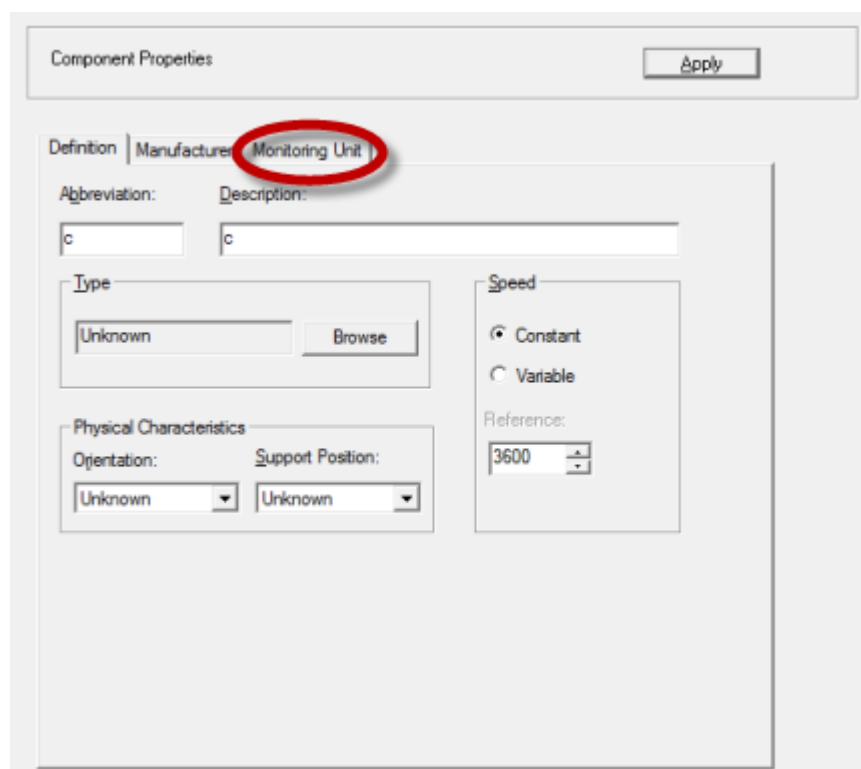 Component Properties
Apply
Definition Manufacturer Monitoring Unit
Abbreviation: Description:
c c
Type
Unknown Browse
Speed
Constant
Variable
Reference:
3600
Physical Characteristics
Orientation: Support Position:
Unknown Unknown